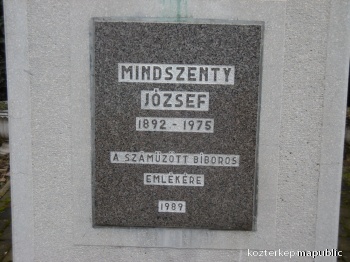 MINDSZENTY
JÓZSEF
1892 - 1975
A SZÁMŰZÖTT BÍBOROS
EMLÉKÉRE
1989
kozterkep.mapublic